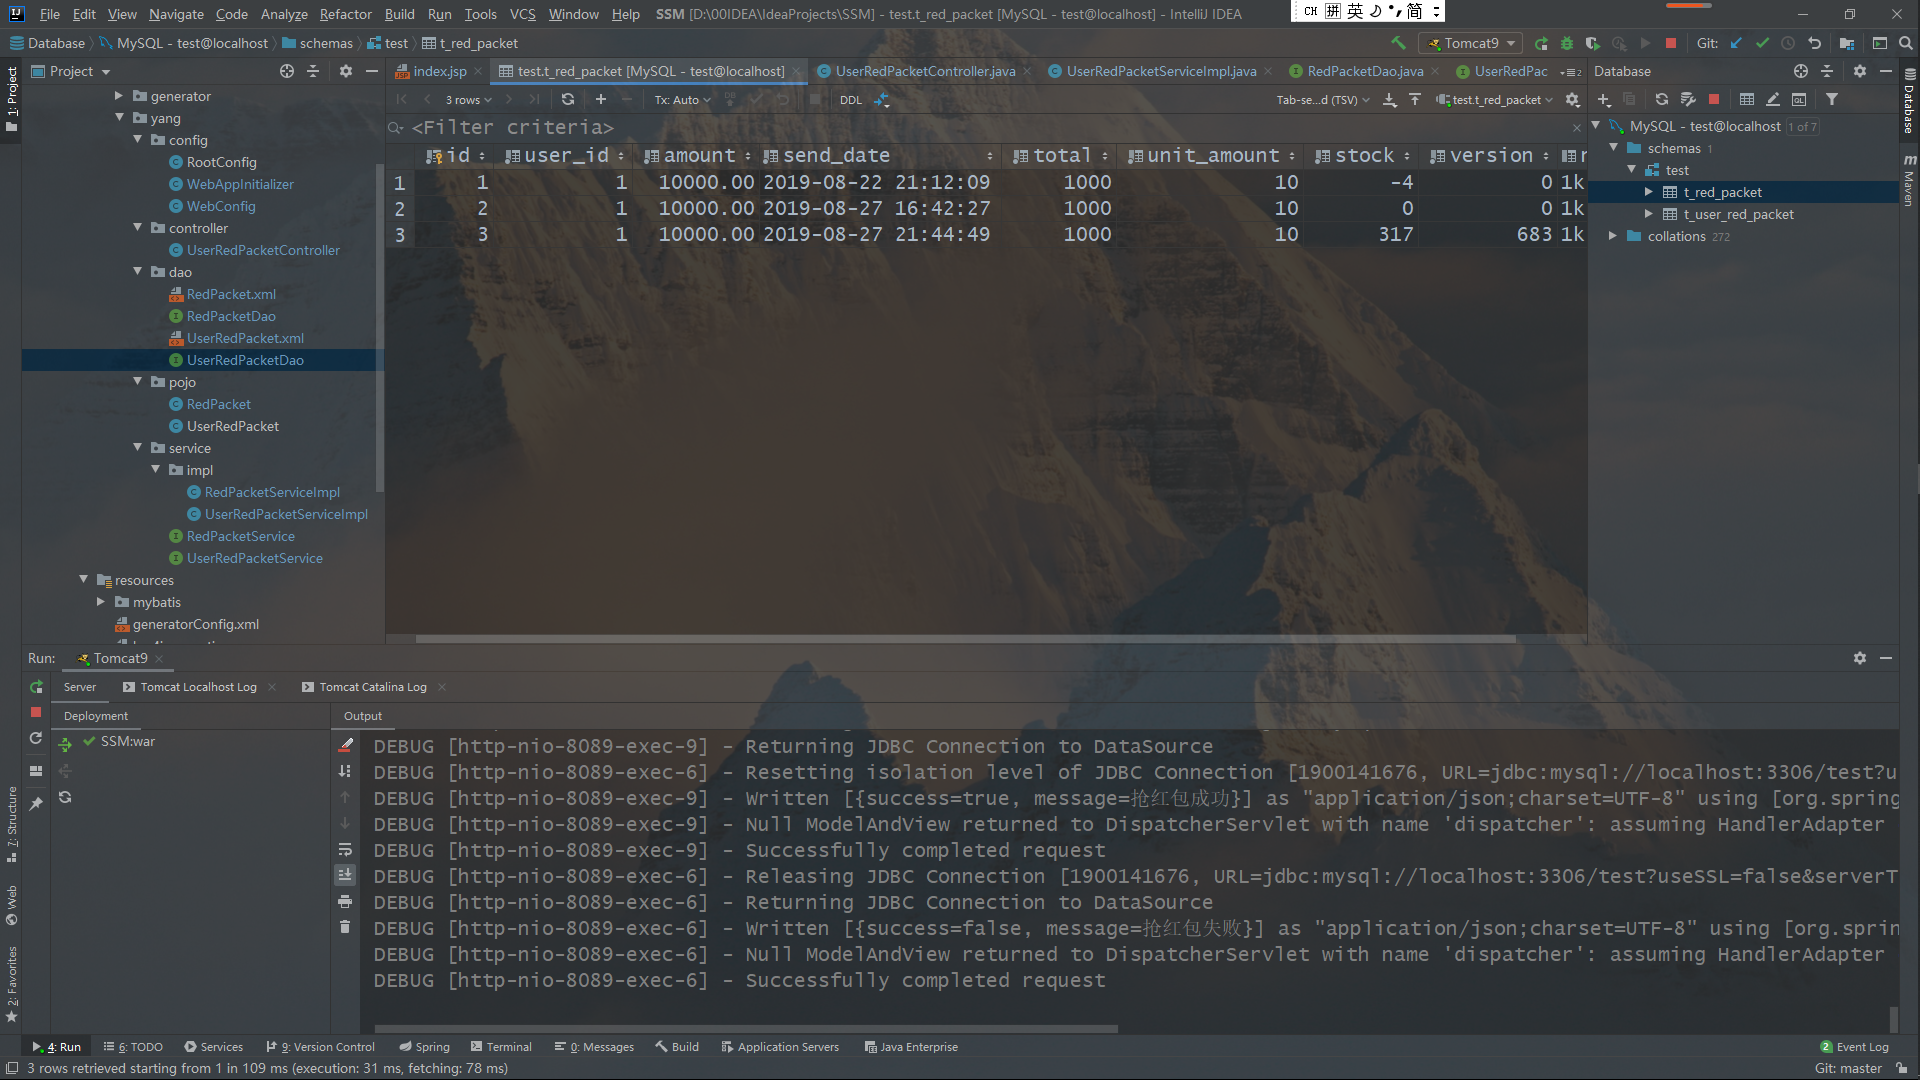 File Edit View Navigate Code Analyze Refactor Build Run Tools VCS Window Help SSM [D:\00IDEA\IdeaProjects\SSM] - test.t_red_packet [MySQL - test@localhost] - IntelliJ IDEA
CH 拼 英 简
Database MySQL - test@localhost schemas test t_red_packet
Tomcat9 Git:
Project
index.jsp test.t_red_packet [MySQL - test@localhost] UserRedPacketController.java UserRedPacketServiceImpl.java RedPacketDao.java UserRedPac
Database
3 rows Tx: Auto DDL Tab-se...d (TSV) test.t_red_packet
<Filter criteria>
id user_id amount send_date total unit_amount stock version
1 1 1 10000.00 2019-08-22 21:12:09 1000 10 -4 0 1k
2 2 1 10000.00 2019-08-27 16:42:27 1000 10 0 0 1k
3 3 1 10000.00 2019-08-27 21:44:49 1000 10 317 683 1k
1: Project
generator
yang
config
RootConfig
WebAppInitializer
WebConfig
controller
UserRedPacketController
dao
RedPacket.xml
RedPacketDao
UserRedPacket.xml
UserRedPacketDao
pojo
RedPacket
UserRedPacket
service
impl
RedPacketServiceImpl
UserRedPacketServiceImpl
RedPacketService
UserRedPacketService
resources
mybatis
generatorConfig.xml
MySQL - test@localhost 1 of 7
schemas 1
test
t_red_packet
t_user_red_packet
collations 272
Database
Maven
Run: Tomcat9
Server Tomcat Localhost Log Tomcat Catalina Log
Deployment Output
SSM:war
DEBUG [http-nio-8089-exec-9] - Returning JDBC Connection to DataSource
DEBUG [http-nio-8089-exec-6] - Resetting isolation level of JDBC Connection [1900141676, URL=jdbc:mysql://localhost:3306/test?u
DEBUG [http-nio-8089-exec-9] - Written [{success=true, message=抢红包成功}] as "application/json;charset=UTF-8" using [org.spring
DEBUG [http-nio-8089-exec-9] - Null ModelAndView returned to DispatcherServlet with name 'dispatcher': assuming HandlerAdapter
DEBUG [http-nio-8089-exec-9] - Successfully completed request
DEBUG [http-nio-8089-exec-6] - Releasing JDBC Connection [1900141676, URL=jdbc:mysql://localhost:3306/test?useSSL=false&serverT
DEBUG [http-nio-8089-exec-6] - Returning JDBC Connection to DataSource
DEBUG [http-nio-8089-exec-6] - Written [{success=false, message=抢红包失败}] as "application/json;charset=UTF-8" using [org.sprin
DEBUG [http-nio-8089-exec-6] - Null ModelAndView returned to DispatcherServlet with name 'dispatcher': assuming HandlerAdapter
DEBUG [http-nio-8089-exec-6] - Successfully completed request
7: Structure
Web
2: Favorites
4: Run 6: TODO Services 9: Version Control Spring Terminal 0: Messages Build Application Servers Java Enterprise 2 Event Log
3 rows retrieved starting from 1 in 109 ms (execution: 31 ms, fetching: 78 ms) Git: master